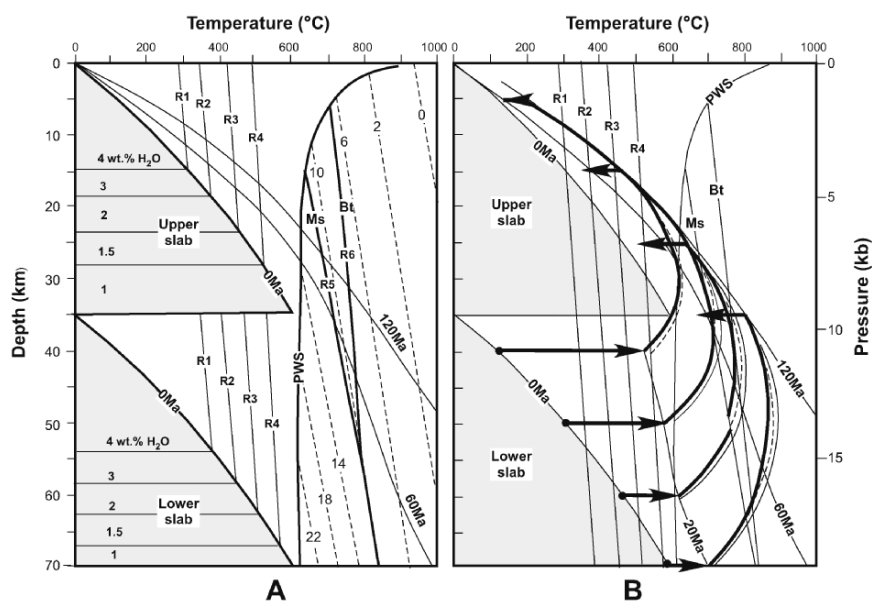 Temperature (°C)
0 200 400 600 800 1000
Depth (km)
0
10
20
30
40
50
60
70
R1
R2
R3
R4
4 wt.% H₂O
3
2
1.5
1
Upper
slab
0Ma
0
2
6
10
Ms
Bt
R5
R6
120Ma
PWS
R1
R2
R3
R4
0Ma
4 wt.% H₂O
3
2
1.5
1
Lower
slab
14
18
22
60Ma
A
Temperature (°C)
0 200 400 600 800 1000
Pressure (kb)
0
5
10
15
R1
R2
R3
R4
PWS
0Ma
Bt
Ms
Upper
slab
0Ma
Lower
slab
120Ma
20Ma
60Ma
B